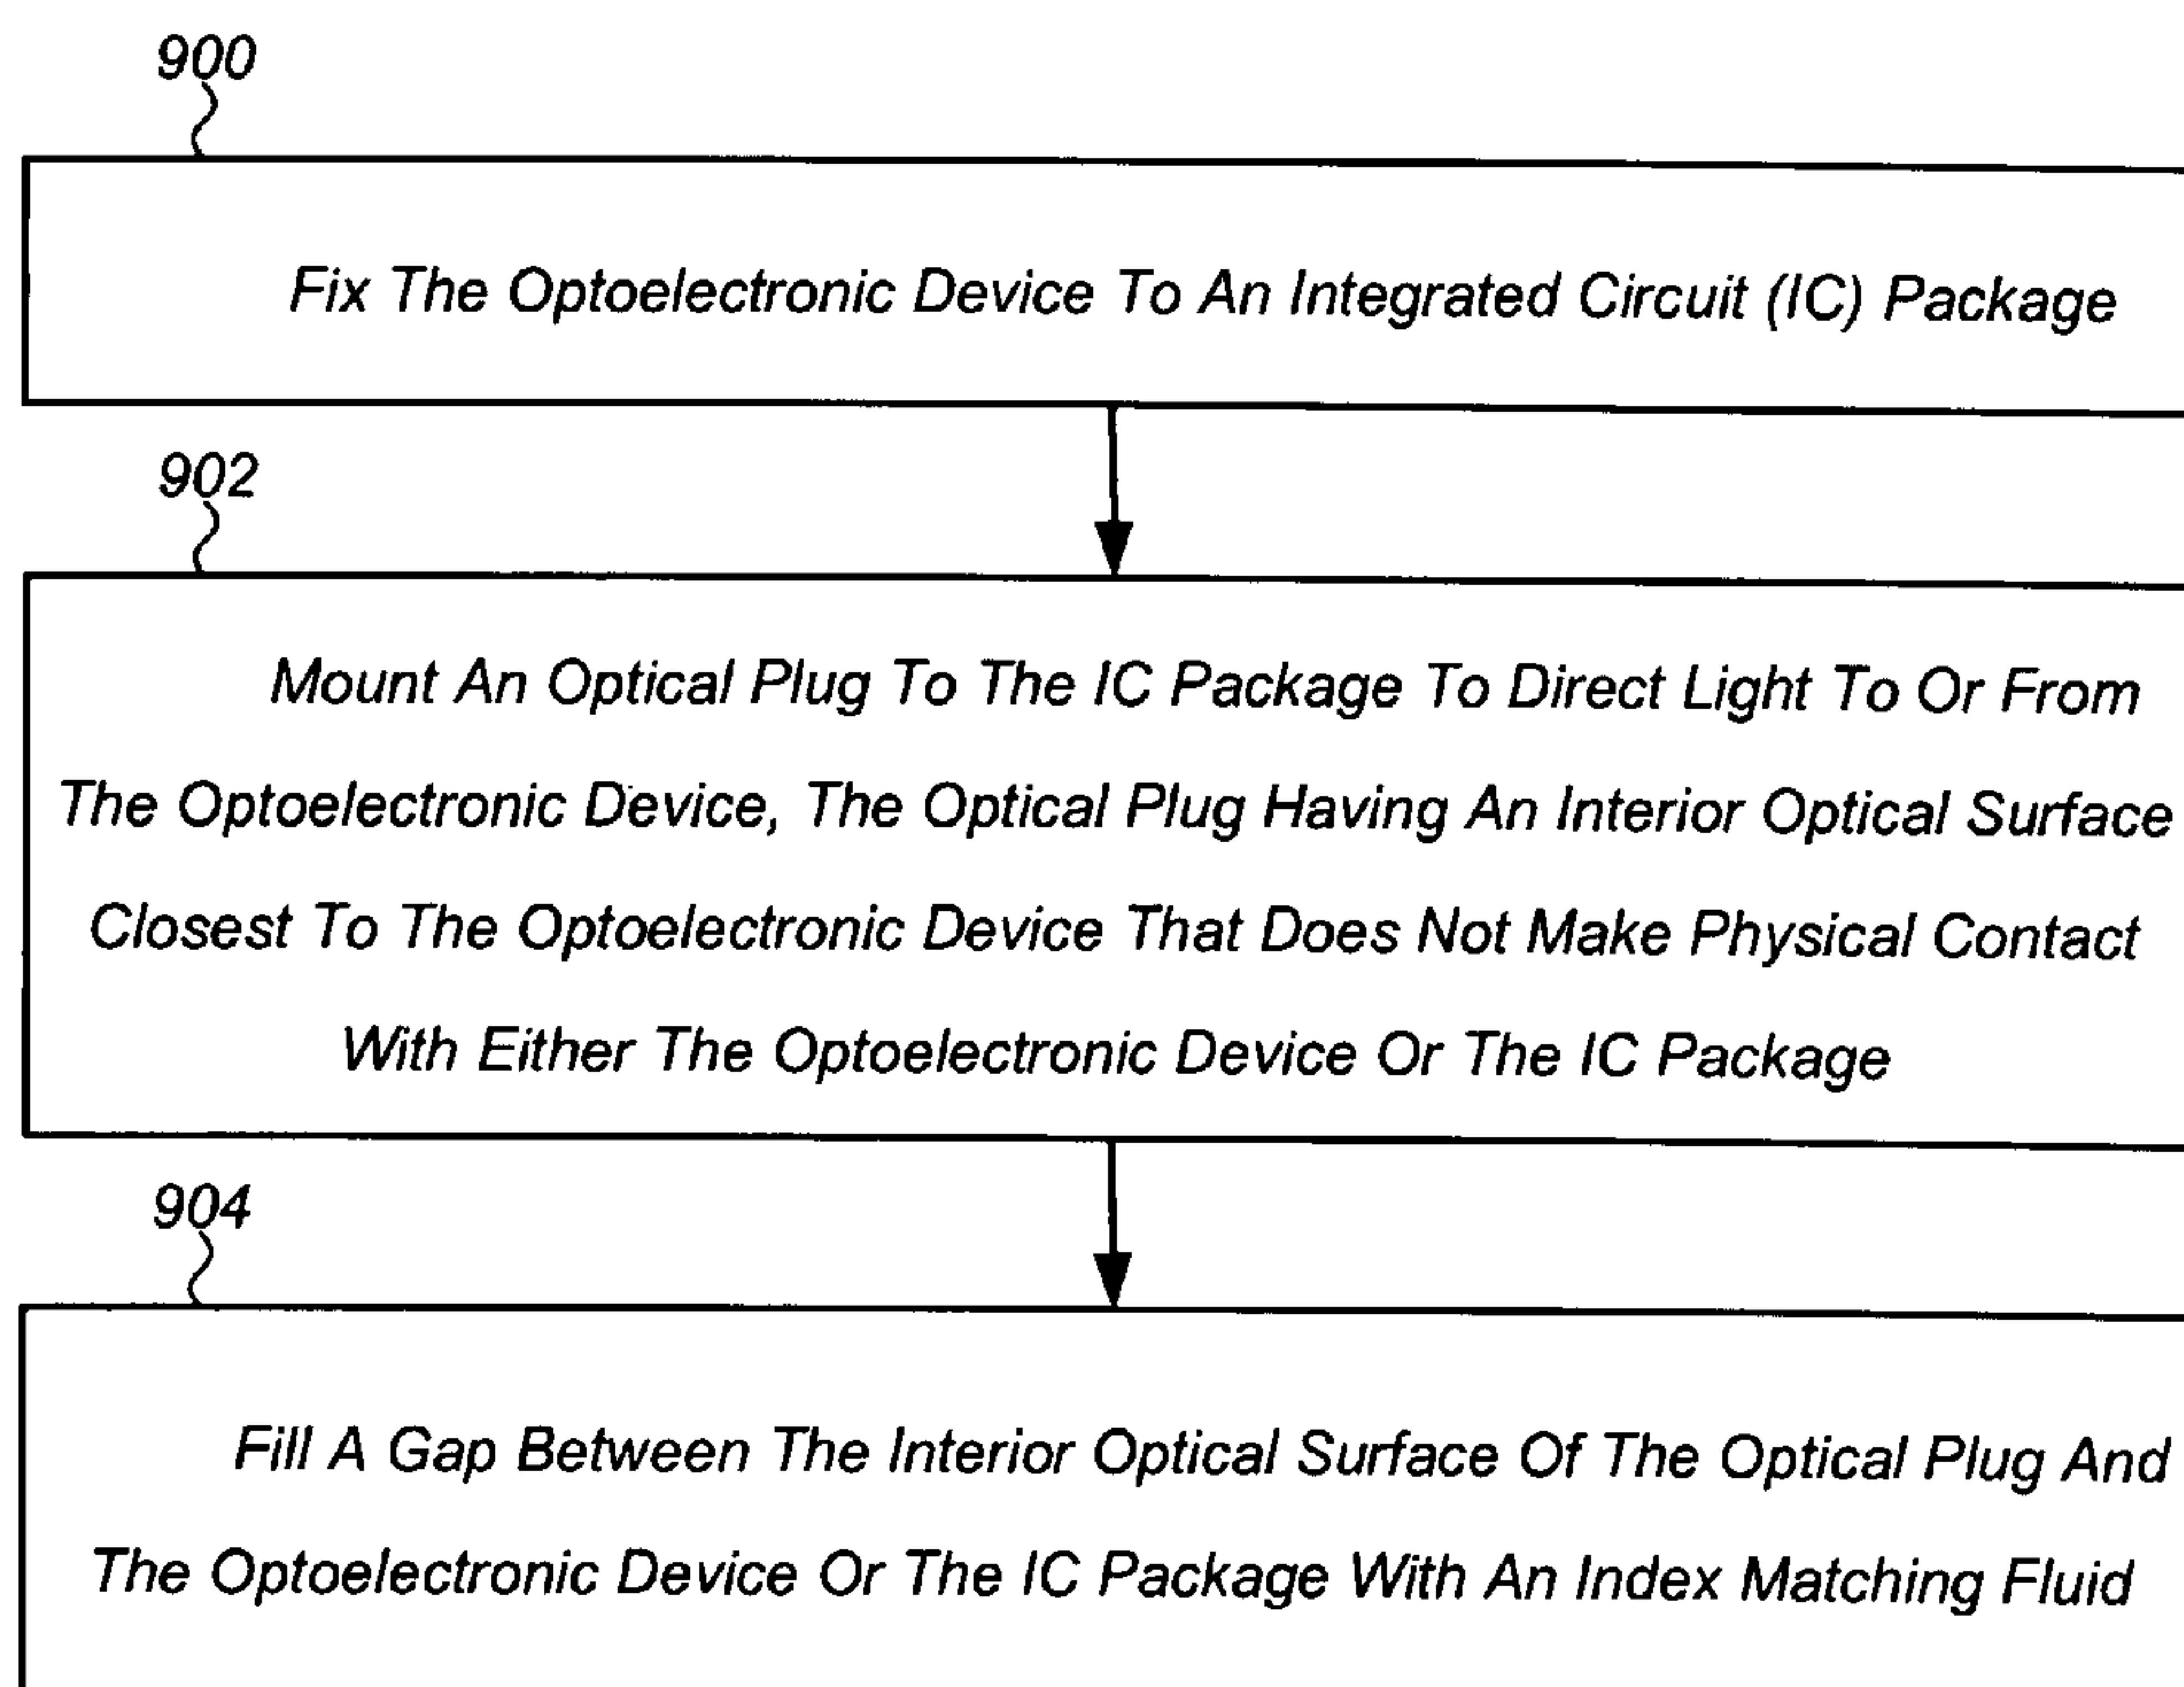 900
Fix The Optoelectronic Device To An Integrated Circuit (IC) Package
902
Mount An Optical Plug To The IC Package To Direct Light To Or From
The Optoelectronic Device, The Optical Plug Having An Interior Optical Surface
Closest To The Optoelectronic Device That Does Not Make Physical Contact
With Either The Optoelectronic Device Or The IC Package
904
Fill A Gap Between The Interior Optical Surface Of The Optical Plug And
The Optoelectronic Device Or The IC Package With An Index Matching Fluid